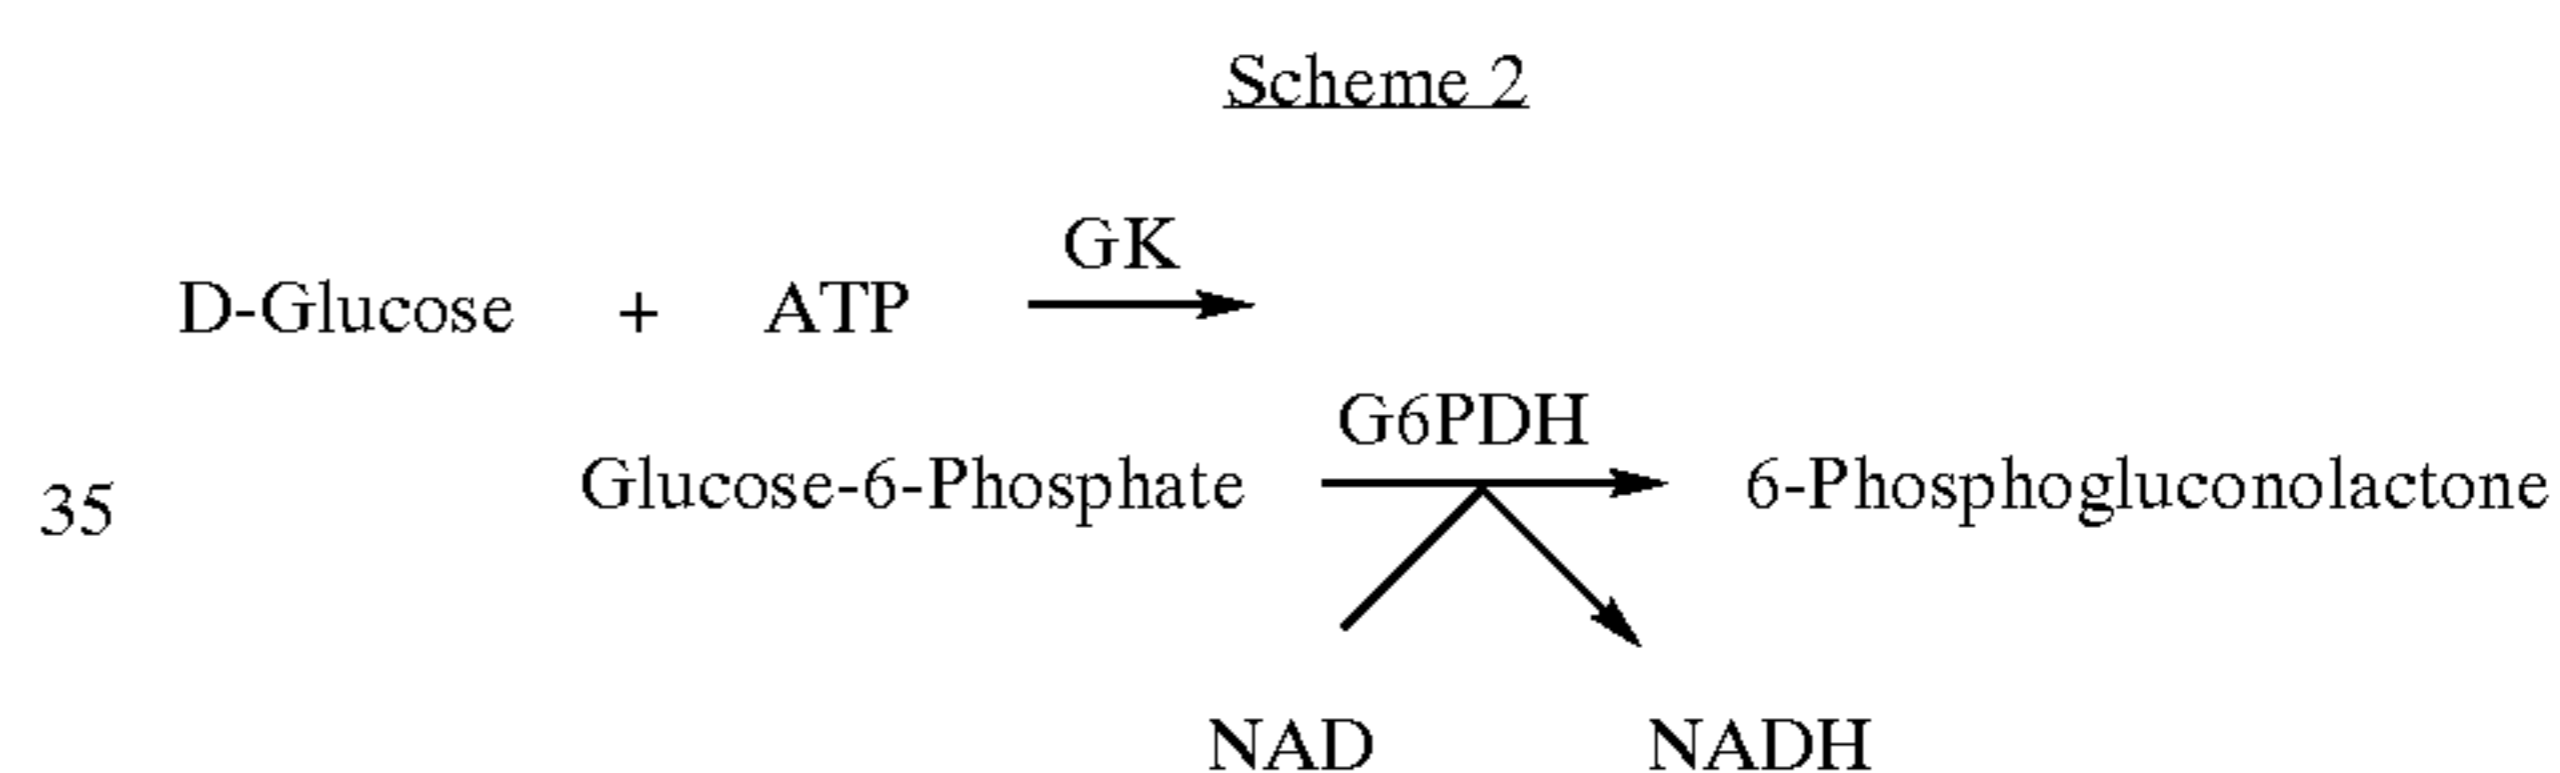 Scheme 2
GK
D-Glucose + ATP
G6PDH
35 Glucose-6-Phosphate 6-Phosphogluconolactone
NAD NADH